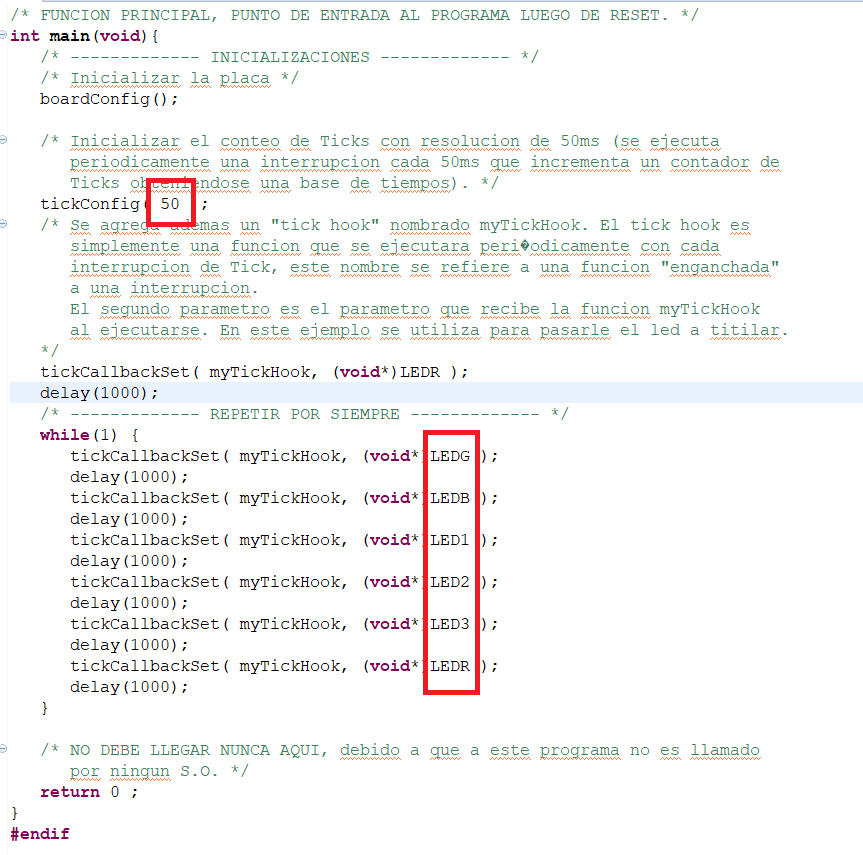 /* FUNCION PRINCIPAL, PUNTO DE ENTRADA AL PROGRAMA LUEGO DE RESET. */
int main(void){
   /* ------------- INICIALIZACIONES ------------- */
   /* Inicializar la placa */
   boardConfig();

   /* Inicializar el conteo de Ticks con resolucion de 50ms (se ejecuta
      periodicamente una interrupcion cada 50ms que incrementa un contador de
      Ticks obteniendose una base de tiempos). */
   tickConfig( 50 );
   /* Se agrega ademas un "tick hook" nombrado myTickHook. El tick hook es
      simplemente una funcion que se ejecutara peri�odicamente con cada
      interrupcion de Tick, este nombre se refiere a una funcion "enganchada"
      a una interrupcion.
      El segundo parametro es el parametro que recibe la funcion myTickHook
      al ejecutarse. En este ejemplo se utiliza para pasarle el led a titilar.
   */
   tickCallbackSet( myTickHook, (void*)LEDR );
   delay(1000);
   /* ------------- REPETIR POR SIEMPRE ------------- */
   while(1) {
      tickCallbackSet( myTickHook, (void*)LEDG );
      delay(1000);
      tickCallbackSet( myTickHook, (void*)LEDB );
      delay(1000);
      tickCallbackSet( myTickHook, (void*)LED1 );
      delay(1000);
      tickCallbackSet( myTickHook, (void*)LED2 );
      delay(1000);
      tickCallbackSet( myTickHook, (void*)LED3 );
      delay(1000);
      tickCallbackSet( myTickHook, (void*)LEDR );
      delay(1000);
   }

   /* NO DEBE LLEGAR NUNCA AQUI, debido a que a este programa no es llamado
      por ningun S.O. */
   return 0 ;
}
#endif